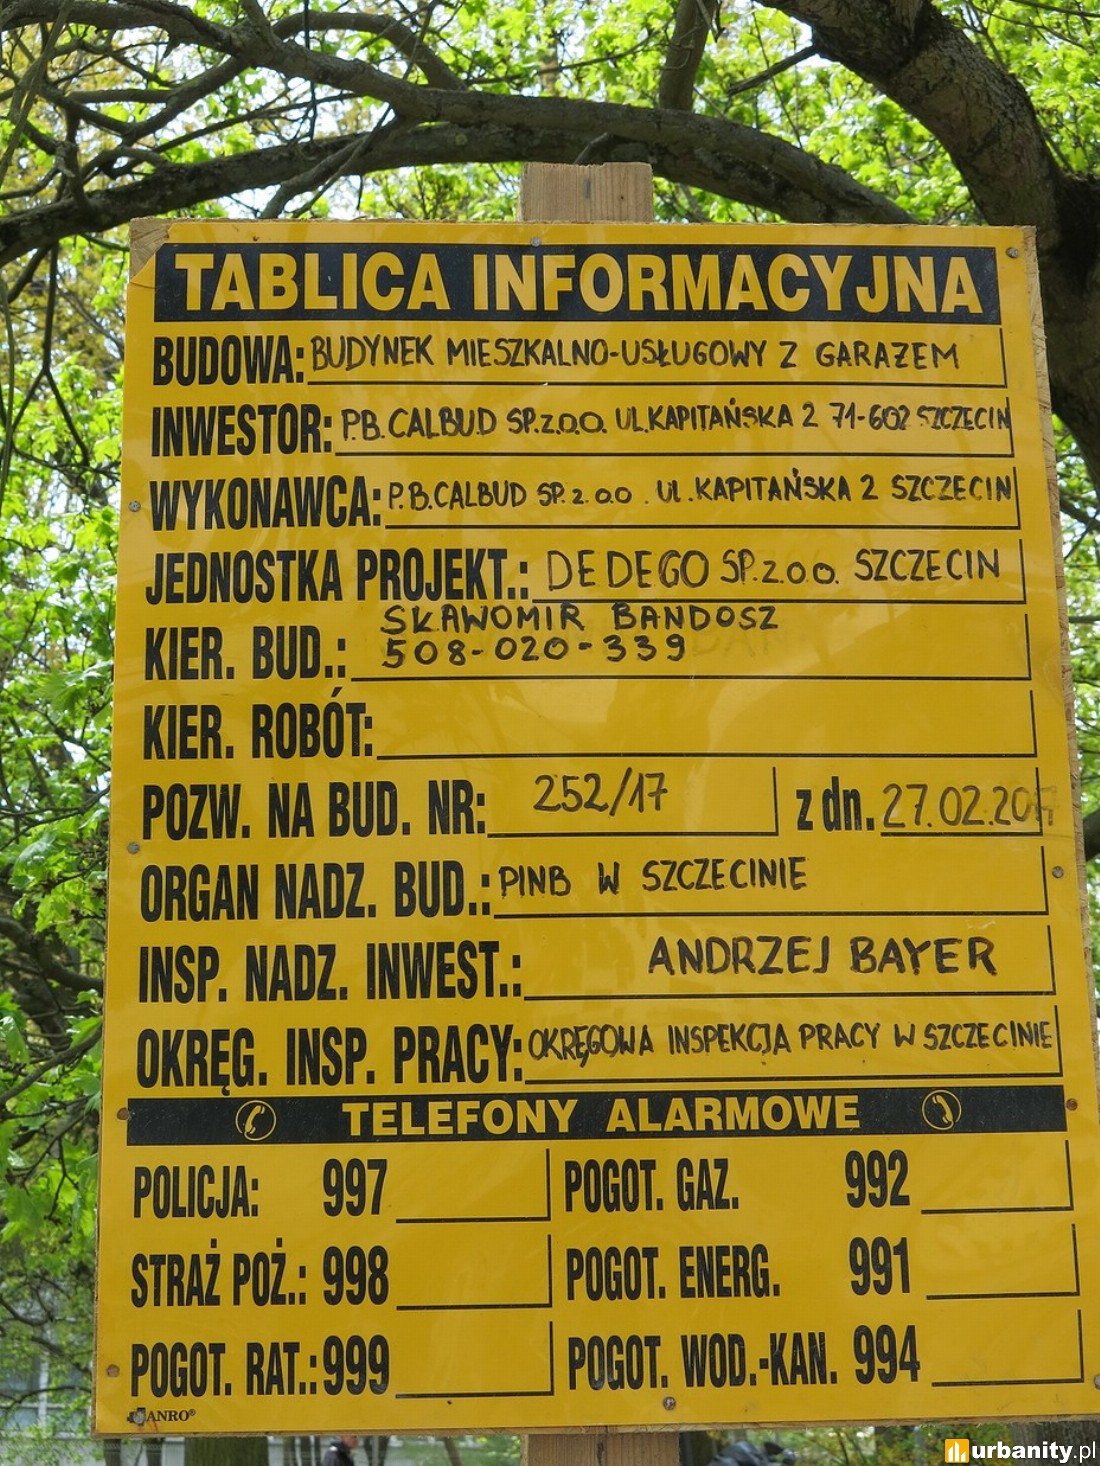 TABLICA INFORMACYJNA
BUDOWA: BUDYNEK MIESZKALNO-USŁUGOWY Z GARAŻEM
INWESTOR: P.B. CALBUD SP.z.o.o. UL.KAPITAŃSKA 2 71-602 SZCZECIN
WYKONAWCA: P.B. CALBUD SP. z.o.o. UL.KAPITAŃSKA 2 SZCZECIN
JEDNOSTKA PROJEKT.: DEDEGO SP. z.o.o. SZCZECIN
SŁAWOMIR BANDOSZ
KIER. BUD.: 508-020-339
KIER. ROBÓT:
POZW. NA BUD. NR: 252/17 z dn. 27.02.2017
ORGAN NADZ. BUD.: PINB W SZCZECINIE
INSP. NADZ. INWEST.: ANDRZEJ BAYER
OKRĘG. INSP. PRACY: OKRĘGOWA INSPEKCJA PRACY W SZCZECINIE
TELEFONY ALARMOWE
POLICJA: 997 POGOT. GAZ. 992
STRAŻ POŻ.: 998 POGOT. ENERG. 991
POGOT. RAT.: 999 POGOT. WOD.-KAN. 994
ANRO®
urbanity.pl